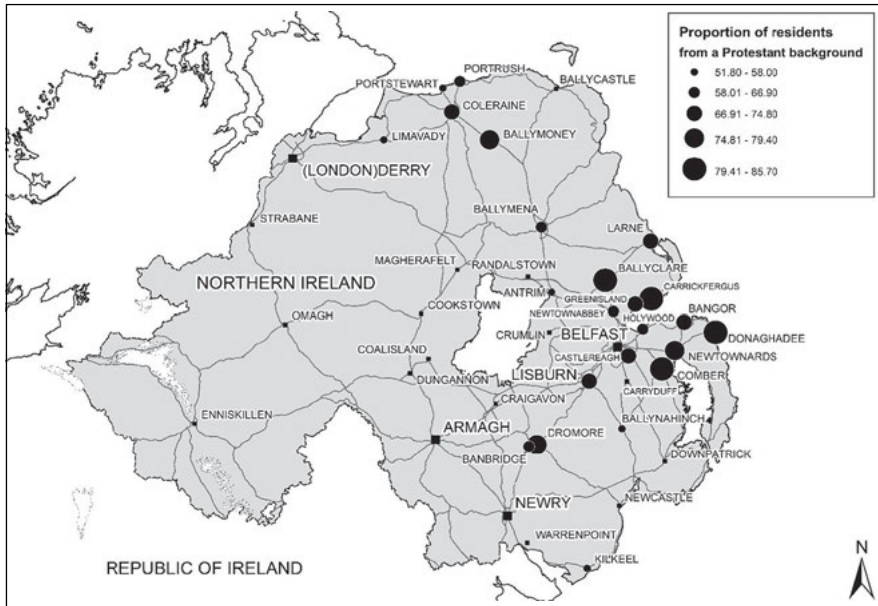 Proportion of residents
from a Protestant background
51.80 - 58.00
58.01 - 66.90
66.91 - 74.80
74.81 - 79.40
79.41 - 85.70
PORTRUSH
PORTSTEWART
BALLYCASTLE
COLERAINE
LIMAVADY
BALLYMONEY
(LONDON)DERRY
STRABANE
BALLYMENA
LARNE
MAGHERAFELT
RANDALSTOWN
BALLYCLARE
NORTHERN IRELAND
ANTRIM
CARRICKFERGUS
GREENISLAND
COOKSTOWN
NEWTOWNABBEY
HOLYWOOD
BANGOR
OMAGH
CRUMLIN
BELFAST
DONAGHADEE
COALISLAND
CASTLEREAGH
NEWTOWNARDS
LISBURN
COMBER
DUNGANNON
CARRYDUFF
CRAIGAVON
ENNISKILLEN
BALLYNAHINCH
ARMAGH
DROMORE
BANBRIDGE
DOWNPATRICK
NEWCASTLE
NEWRY
WARRENPOINT
KILKEEL
REPUBLIC OF IRELAND
N